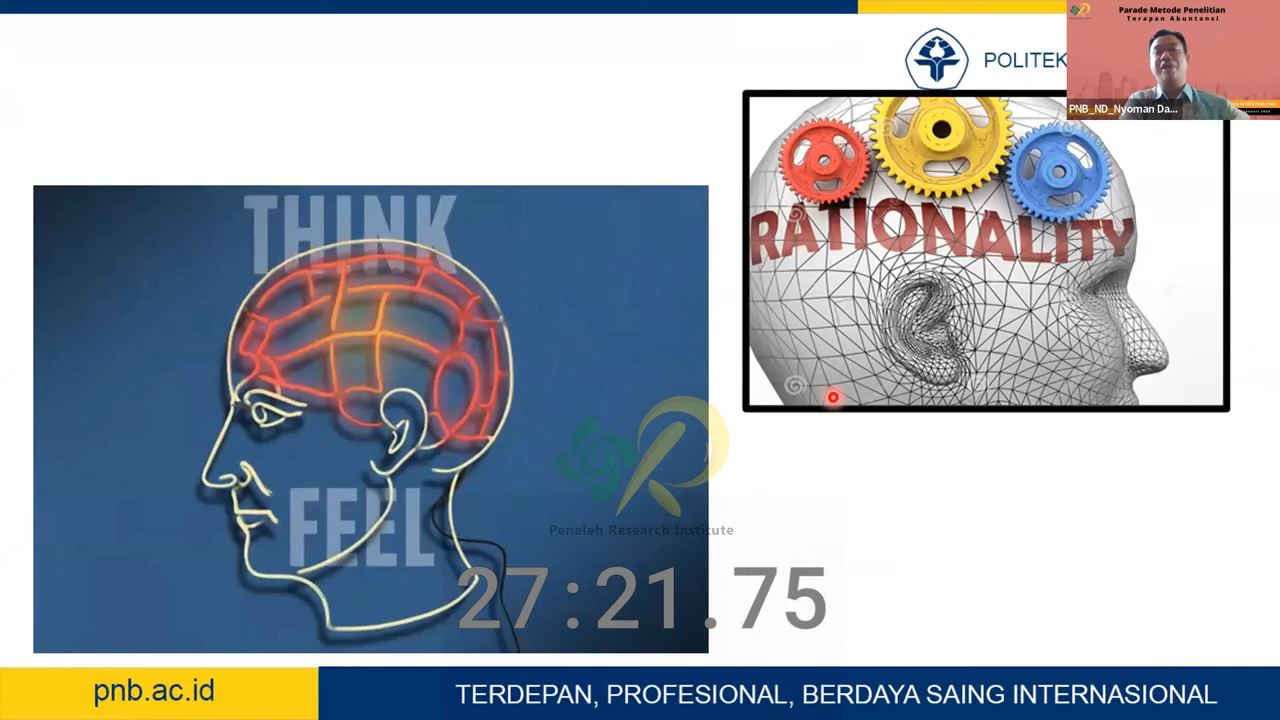 Parade Metode Penelitian
Terapan Akuntansi
POLITEK
PNB_ND_Nyoman Da...
RATIONALITY
THINK
FEEL
Peneleh Research Institute
27:21.75
pnb.ac.id
TERDEPAN, PROFESIONAL, BERDAYA SAING INTERNASIONAL